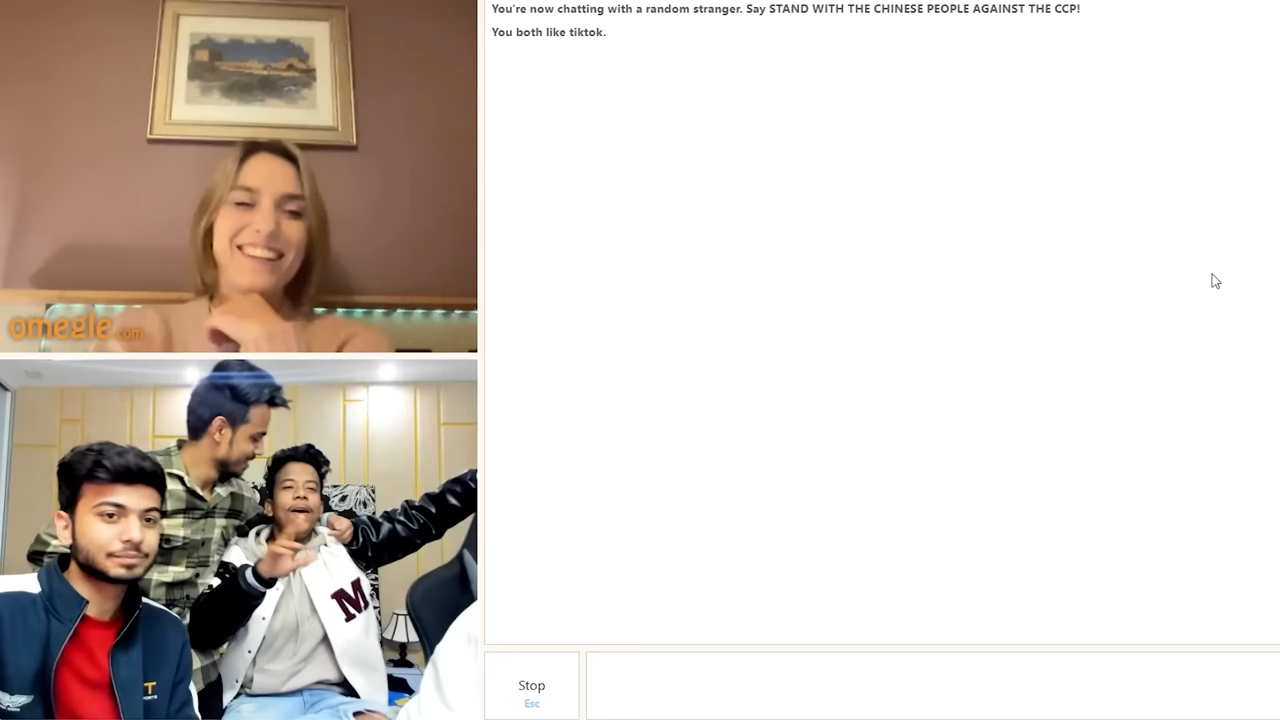 You're now chatting with a random stranger. Say STAND WITH THE CHINESE PEOPLE AGAINST THE CCP!
You both like tiktok.
omegle.com
M
Stop
Esc